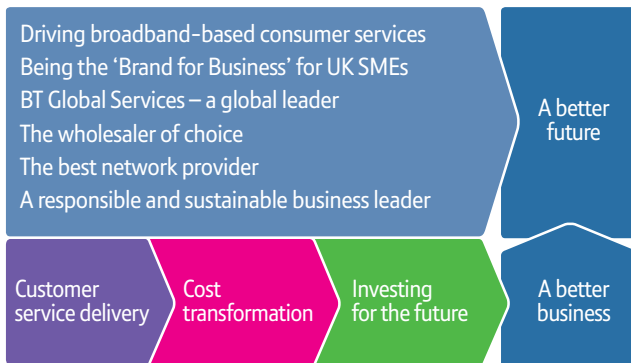 Driving broadband-based consumer services
Being the ‘Brand for Business’ for UK SMEs
BT Global Services – a global leader
The wholesaler of choice
The best network provider
A responsible and sustainable business leader
A better
future
Customer
service delivery
Cost
transformation
Investing
for the future
A better
business